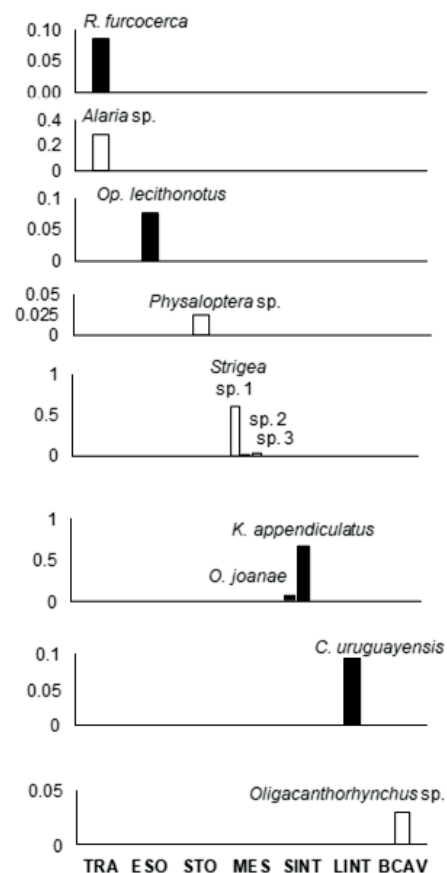 R. furcocerca
0.10
0.05
0.00
Alaria sp.
0.4
0.2
0
Op. lecithonotus
0.1
0.05
0
Physaloptera sp.
0.05
0.025
0
Strigea
1
sp. 1
0.5
sp. 2
sp. 3
0
1
K. appendiculatus
0.5
O. joanae
0
C. uruguayensis
0.1
0.05
0
Oligacanthorhynchus sp.
0.05
0
TRA ESO STO MES SINT LINT BCAV